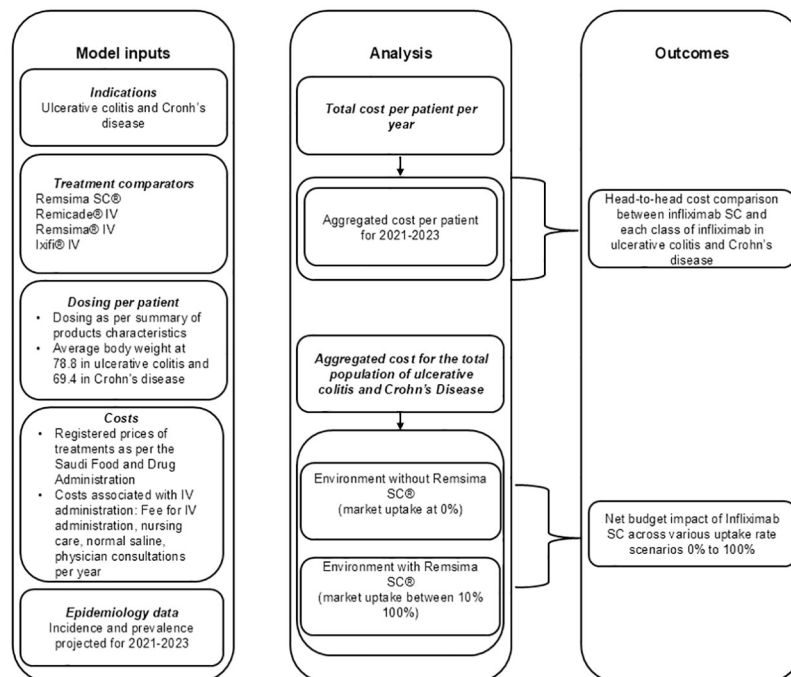 Model inputs
Indications
Ulcerative colitis and Cronh's
disease
Treatment comparators
Remsima SC®
Remicade® IV
Remsima® IV
Ixifi® IV
Dosing per patient
• Dosing as per summary of
products characteristics
• Average body weight at
78.8 in ulcerative colitis and
69.4 in Crohn's disease
Costs
• Registered prices of
treatments as per the
Saudi Food and Drug
Administration
• Costs associated with IV
administration: Fee for IV
administration, nursing
care, normal saline,
physician consultations
per year
Epidemiology data
Incidence and prevalence
projected for 2021-2023
Analysis
Total cost per patient per
year
Aggregated cost per patient
for 2021-2023
Aggregated cost for the total
population of ulcerative
colitis and Crohn's Disease
Environment without Remsima
SC®
(market uptake at 0%)
Environment with Remsima
SC®
(market uptake between 10%
100%)
Outcomes
Head-to-head cost comparison
between infliximab SC and
each class of infliximab in
ulcerative colitis and Crohn's
disease
Net budget impact of Infliximab
SC across various uptake rate
scenarios 0% to 100%